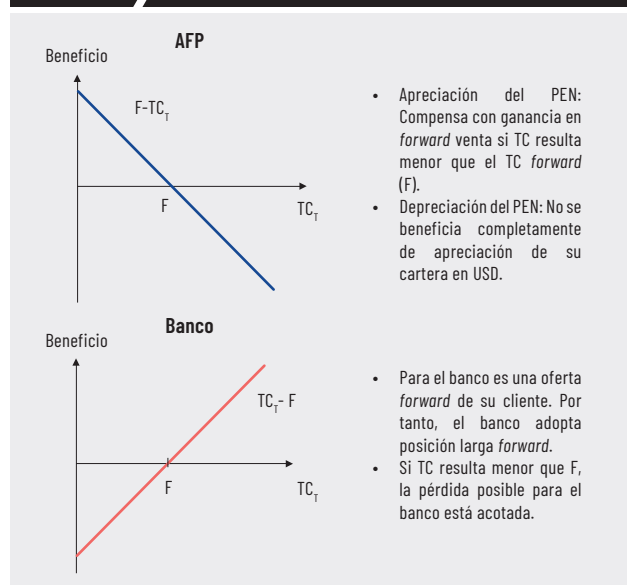 AFP
Beneficio
F-TC_T
F
TC_T
• Apreciación del PEN:
Compensa con ganancia en
forward venta si TC resulta
menor que el TC forward
(F).
• Depreciación del PEN: No se
beneficia completamente
de apreciación de su
cartera en USD.
Banco
Beneficio
TC_T- F
F
TC_T
• Para el banco es una oferta
forward de su cliente. Por
tanto, el banco adopta
posición larga forward.
• Si TC resulta menor que F,
la pérdida posible para el
banco está acotada.